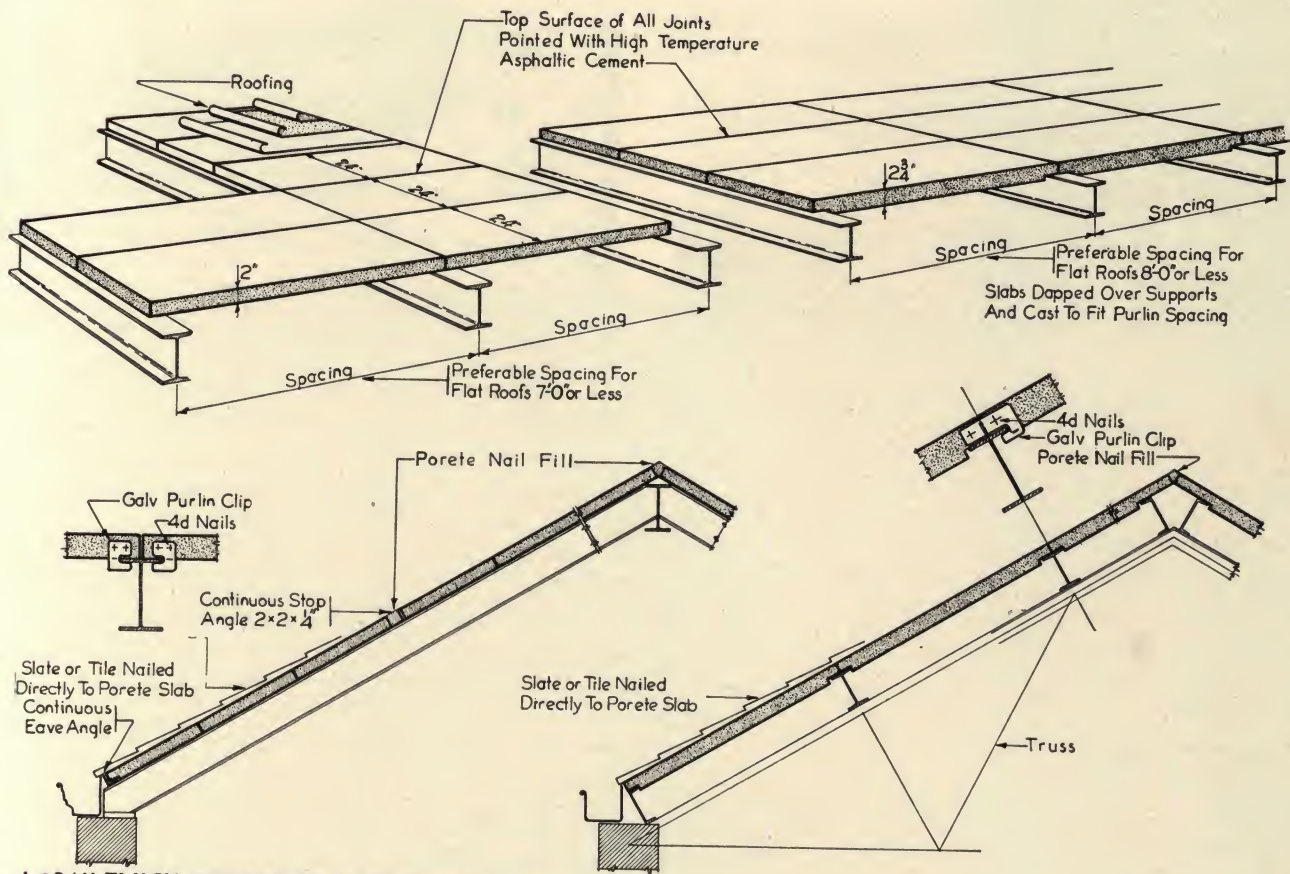 Top Surface of All Joints
Pointed With High Temperature
Asphaltic Cement
Roofing
24"
24"
24"
2"
Spacing
Spacing
Preferable Spacing For
Flat Roofs 7'-0" or Less
2 3/4"
Spacing
Spacing
Preferable Spacing For
Flat Roofs 8'-0" or Less
Slabs Dapped Over Supports
And Cast To Fit Purlin Spacing
Galv Purlin Clip
4d Nails
Porete Nail Fill
Continuous Stop
Angle 2×2×1/4"
Slate or Tile Nailed
Directly To Porete Slab
Continuous
Eave Angle
4d Nails
Galv Purlin Clip
Porete Nail Fill
Slate or Tile Nailed
Directly To Porete Slab
Truss